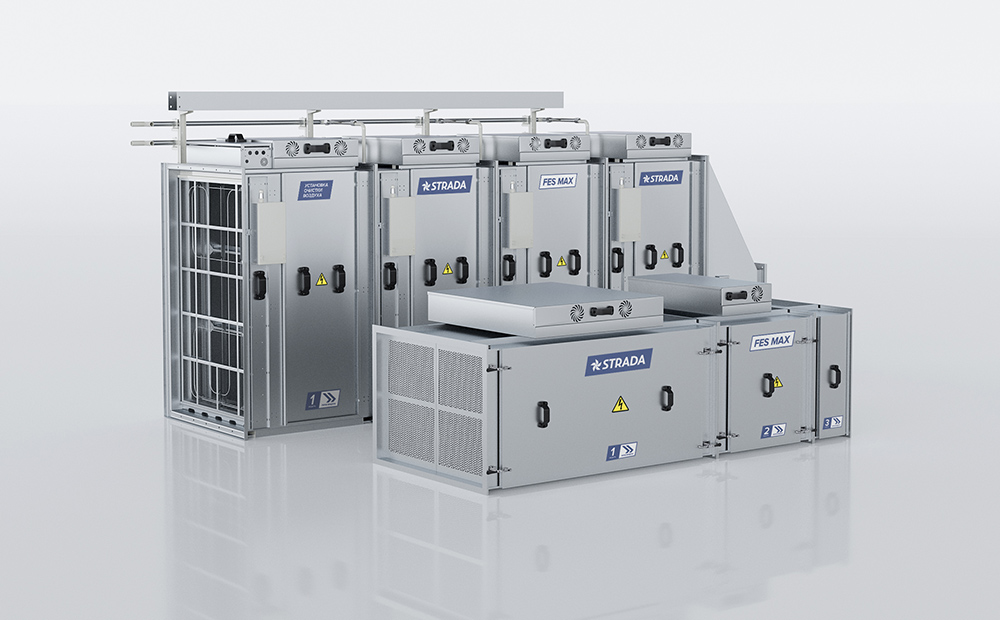 УСТАНОВКА
ОЧИСТКИ
ВОЗДУХА
STRADA
FES MAX
STRADA
1
STRADA
1
FES MAX
2
3